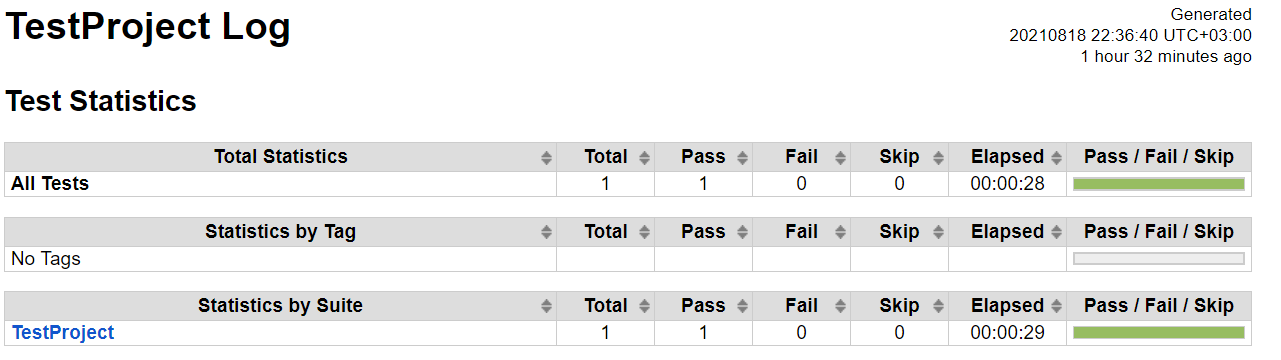 TestProject Log
Generated
20210818 22:36:40 UTC+03:00
1 hour 32 minutes ago
Test Statistics
Total Statistics Total Pass Fail Skip Elapsed Pass / Fail / Skip
All Tests 1 1 0 0 00:00:28
Statistics by Tag Total Pass Fail Skip Elapsed Pass / Fail / Skip
No Tags
Statistics by Suite Total Pass Fail Skip Elapsed Pass / Fail / Skip
TestProject 1 1 0 0 00:00:29